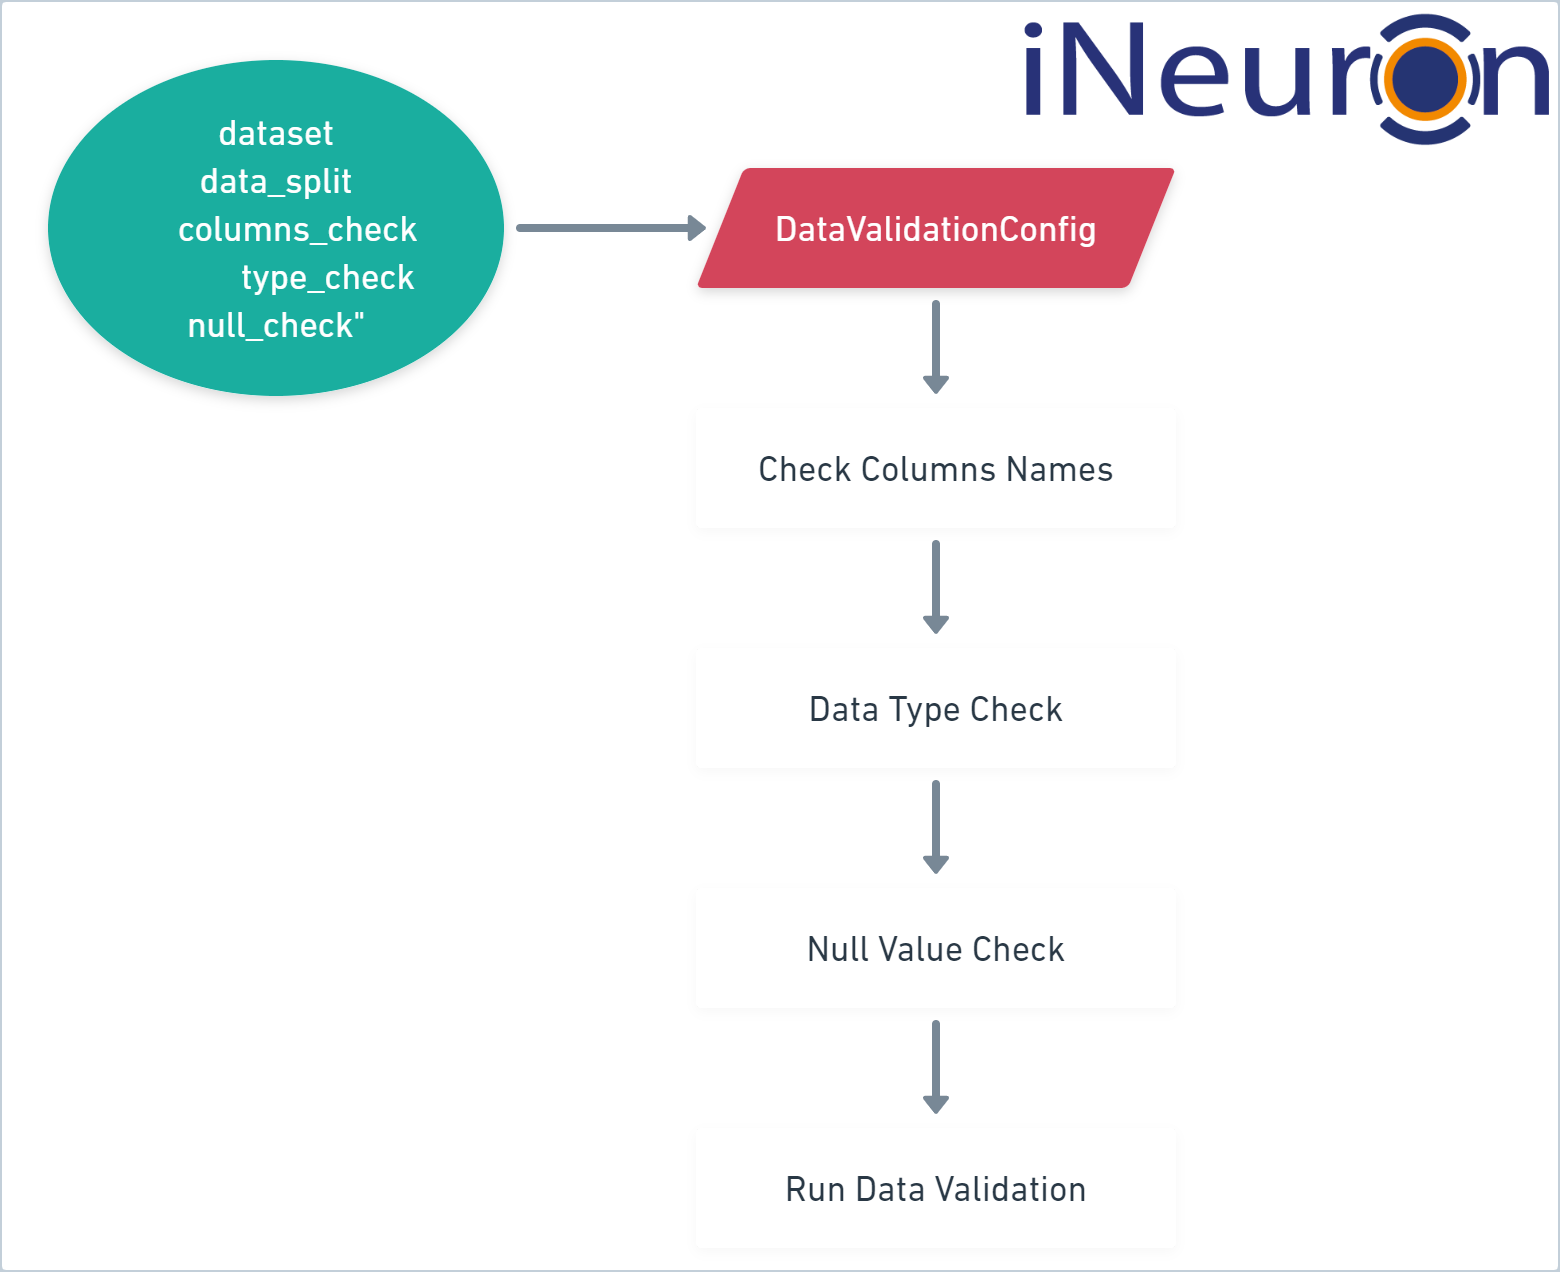 iNeuron
dataset
data_split
columns_check
type_check
null_check"
DataValidationConfig
Check Columns Names
Data Type Check
Null Value Check
Run Data Validation